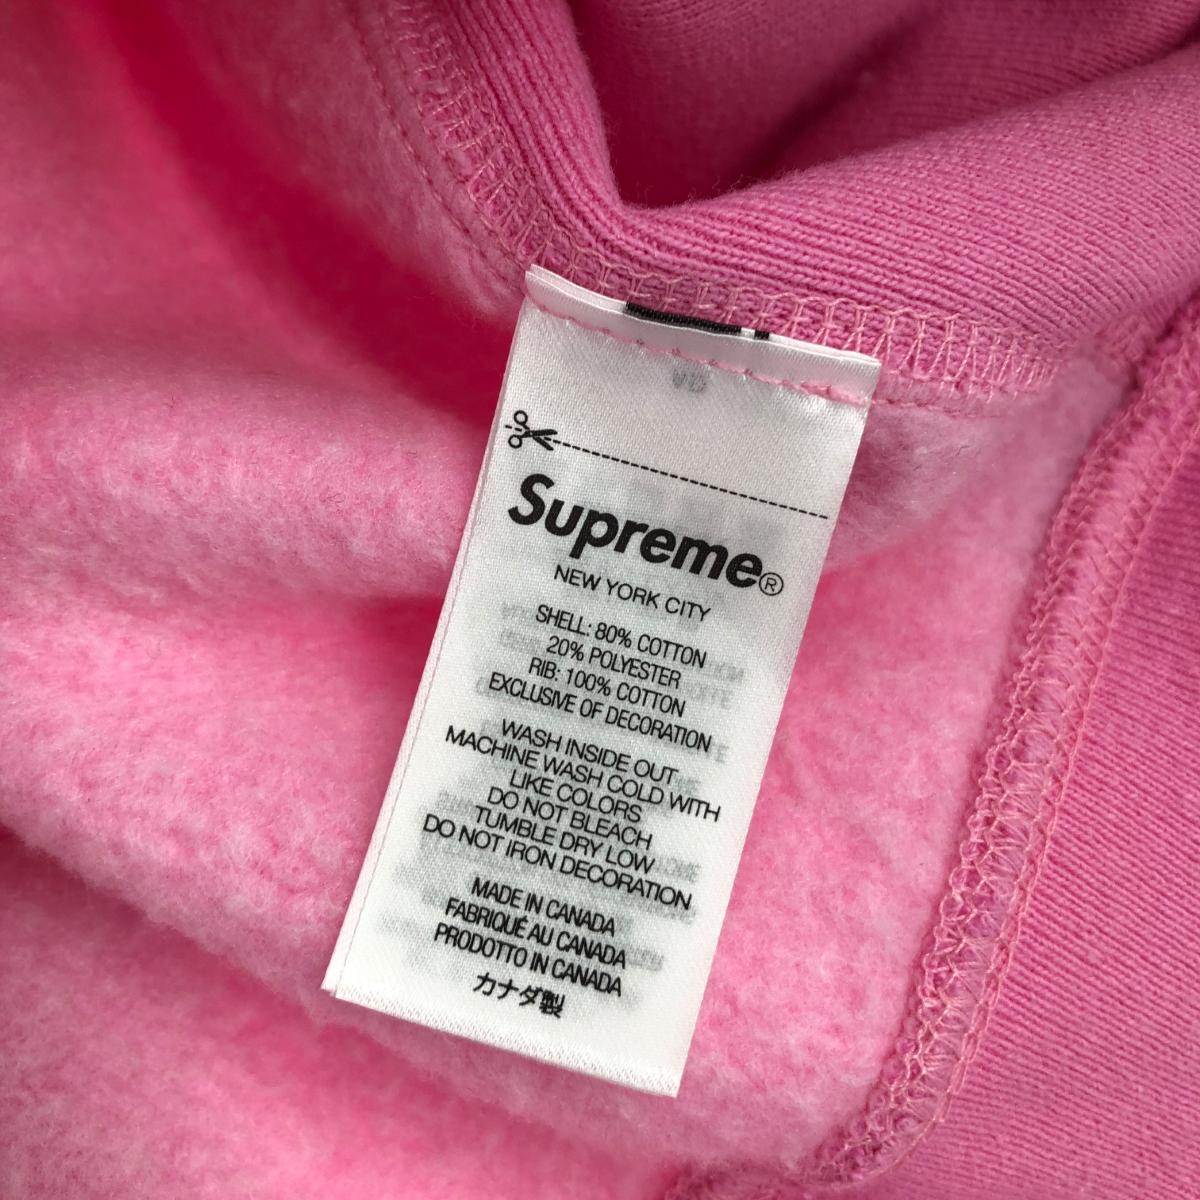 Supreme®
NEW YORK CITY
SHELL: 80% COTTON
20% POLYESTER
RIB: 100% COTTON
EXCLUSIVE OF DECORATION
WASH INSIDE OUT
MACHINE WASH COLD WITH
LIKE COLORS
DO NOT BLEACH
TUMBLE DRY LOW
DO NOT IRON DECORATION
MADE IN CANADA
FABRIQUÉ AU CANADA
PRODOTTO IN CANADA
カナダ製